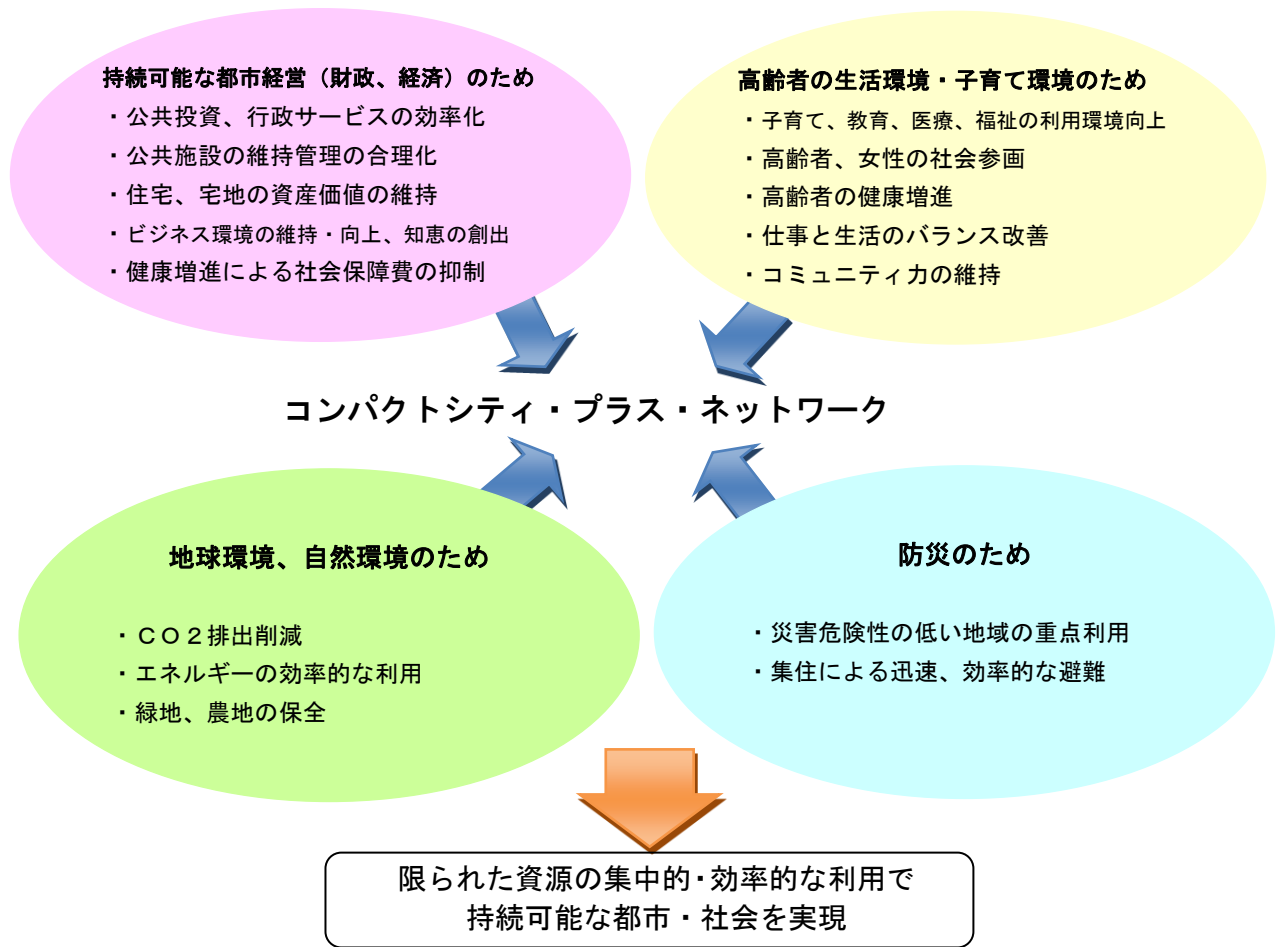 持続可能な都市経営（財政、経済）のため
・公共投資、行政サービスの効率化
・公共施設の維持管理の合理化
・住宅、宅地の資産価値の維持
・ビジネス環境の維持・向上、知恵の創出
・健康増進による社会保障費の抑制
高齢者の生活環境・子育て環境のため
・子育て、教育、医療、福祉の利用環境向上
・高齢者、女性の社会参画
・高齢者の健康増進
・仕事と生活のバランス改善
・コミュニティ力の維持
コンパクトシティ・プラス・ネットワーク
地球環境、自然環境のため
・ＣＯ２排出削減
・エネルギーの効率的な利用
・緑地、農地の保全
防災のため
・災害危険性の低い地域の重点利用
・集住による迅速、効率的な避難
限られた資源の集中的・効率的な利用で
持続可能な都市・社会を実現